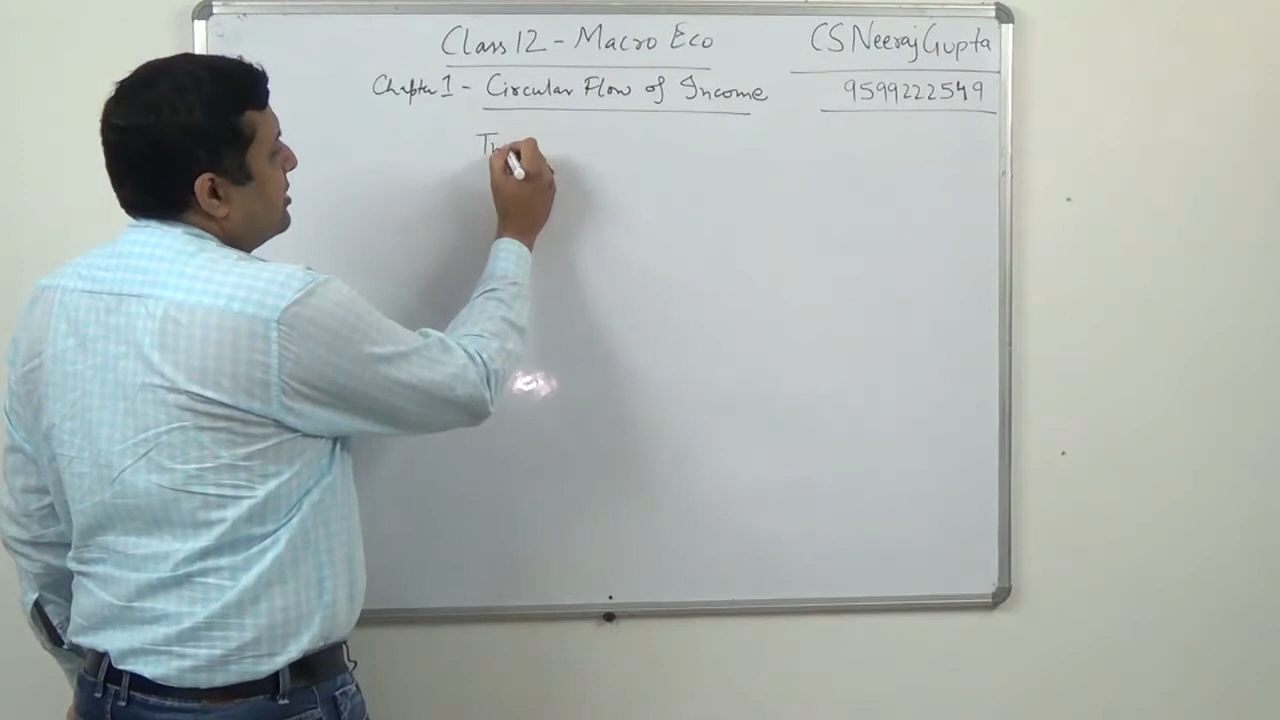 Class 12 - Macro Eco
CS Neeraj Gupta
Chapter 1 - Circular Flow of Income
9599222549